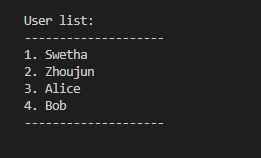 User list:
--------------------
1. Swetha
2. Zhoujun
3. Alice
4. Bob
--------------------